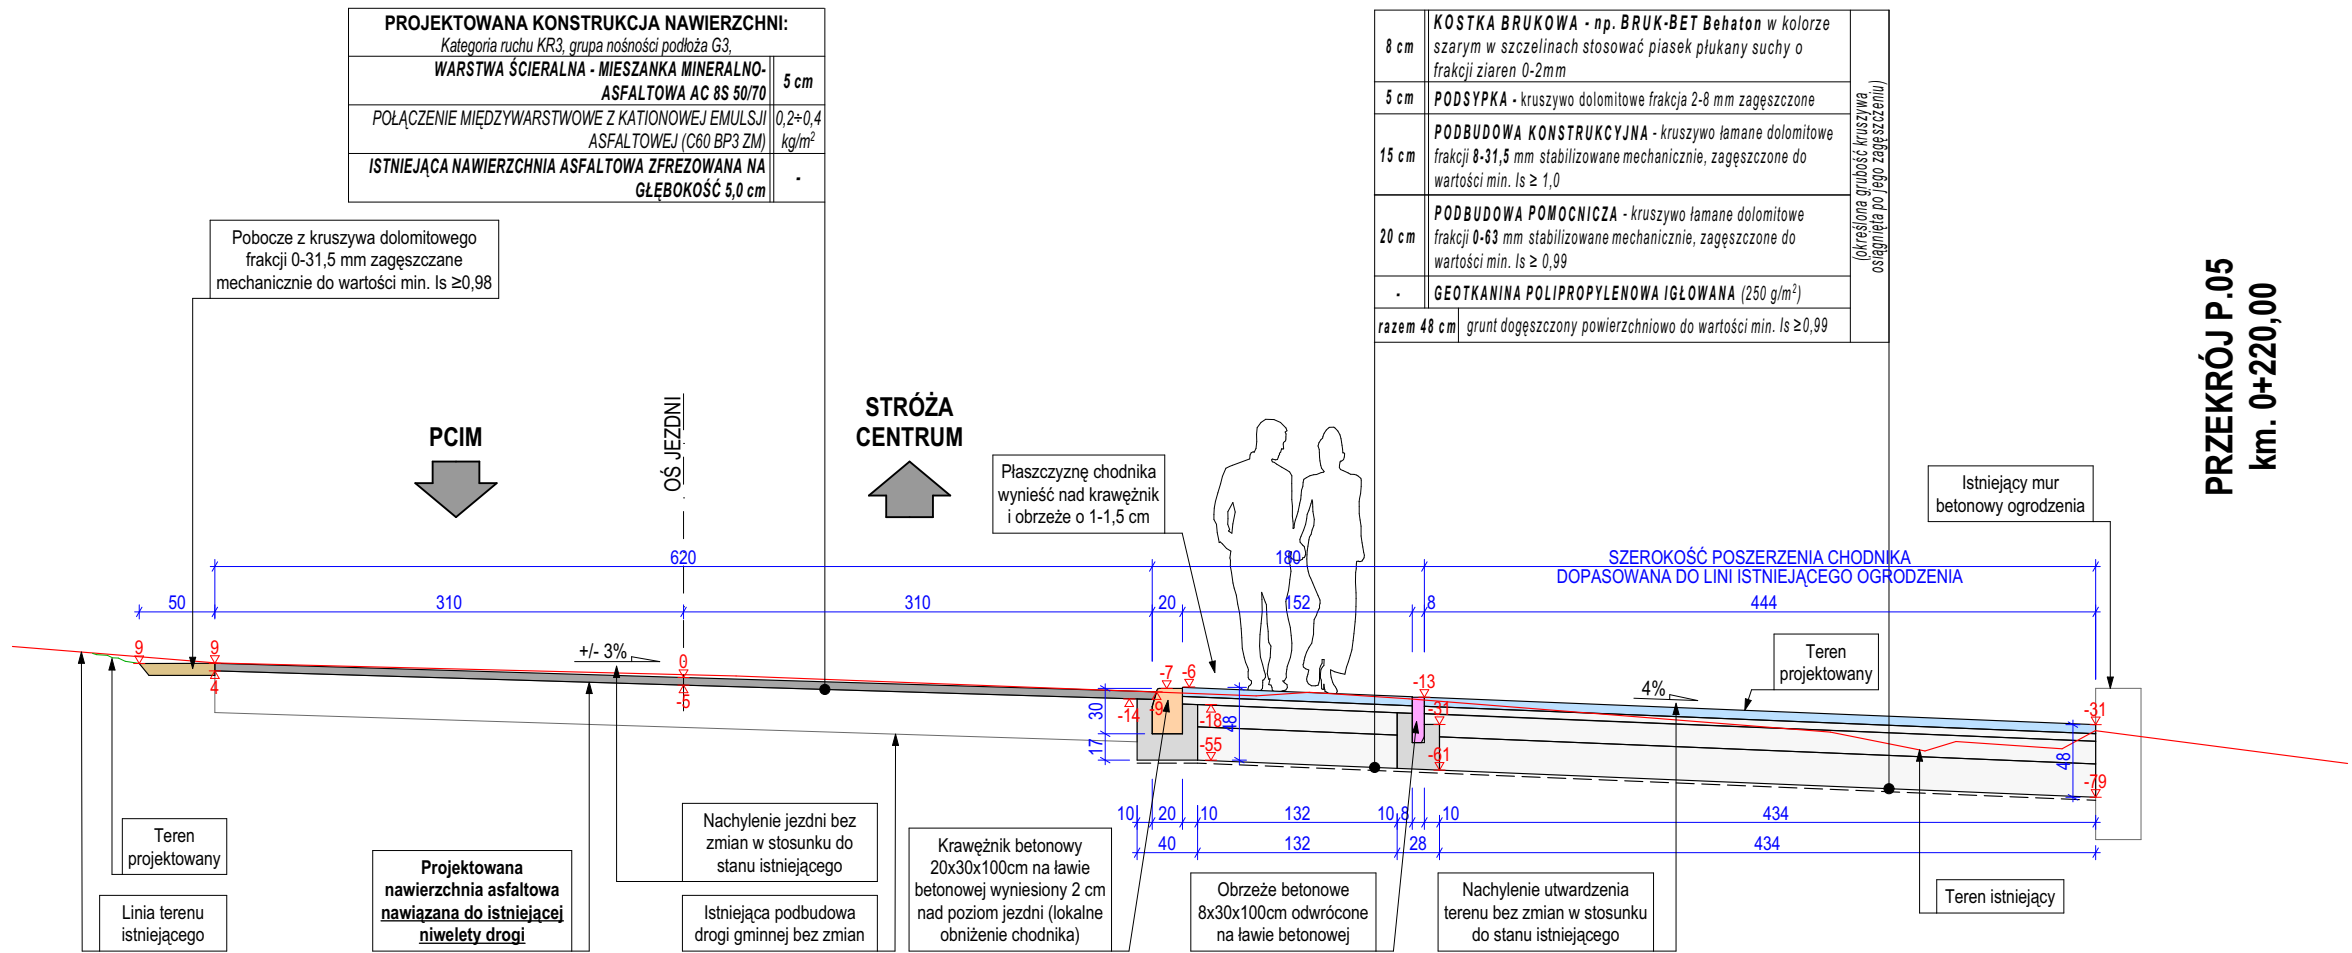 PROJEKTOWANA KONSTRUKCJA NAWIERZCHNI:
Kategoria ruchu KR3, grupa nośności podłoża G3,
WARSTWA ŚCIERALNA - MIESZANKA MINERALNO-
ASFALTOWA AC 8S 50/70
5 cm
POŁĄCZENIE MIĘDZYWARSTWOWE Z KATIONOWEJ EMULSJI
ASFALTOWEJ (C60 BP3 ZM)
0,2÷0,4
kg/m²
ISTNIEJĄCA NAWIERZCHNIA ASFALTOWA ZFREZOWANA NA
GŁĘBOKOŚĆ 5,0 cm
-
8 cm
KOSTKA BRUKOWA - np. BRUK-BET Behaton w kolorze
szarym w szczelinach stosować piasek płukany suchy o
frakcji ziaren 0-2mm
5 cm
PODSYPKA - kruszywo dolomitowe frakcja 2-8 mm zagęszczone
15 cm
PODBUDOWA KONSTRUKCYJNA - kruszywo łamane dolomitowe
frakcji 8-31,5 mm stabilizowane mechanicznie, zagęszczone do
wartości min. Is ≥ 1,0
20 cm
PODBUDOWA POMOCNICZA - kruszywo łamane dolomitowe
frakcji 0-63 mm stabilizowane mechanicznie, zagęszczone do
wartości min. Is ≥ 0,99
-
GEOTKANINA POLIPROPYLENOWA IGŁOWANA (250 g/m²)
razem 48 cm
grunt dogęszczony powierzchniowo do wartości min. Is ≥0,99
(określona grubość kruszywa
osiągnięta po jego zagęszczeniu)
PRZEKRÓJ P.05
km. 0+220,00
Pobocze z kruszywa dolomitowego
frakcji 0-31,5 mm zagęszczane
mechanicznie do wartości min. Is ≥0,98
PCIM
OŚ JEZDNI
STRÓŻA
CENTRUM
Płaszczyznę chodnika
wynieść nad krawężnik
i obrzeże o 1-1,5 cm
Istniejący mur
betonowy ogrodzenia
620
180
SZEROKOŚĆ POSZERZENIA CHODNIKA
DOPASOWANA DO LINI ISTNIEJĄCEGO OGRODZENIA
50
310
310
20
152
8
444
9
9
4
+/- 3%
0
-5
-7
-6
-9
-14
-18
-55
30
17
48
-13
-31
-61
4%
Teren
projektowany
-31
48
-79
10
20
10
132
10
8
10
434
40
132
28
434
Teren
projektowany
Linia terenu
istniejącego
Projektowana
nawierzchnia asfaltowa
nawiązana do istniejącej
niwelety drogi
Nachylenie jezdni bez
zmian w stosunku do
stanu istniejącego
Istniejąca podbudowa
drogi gminnej bez zmian
Krawężnik betonowy
20x30x100cm na ławie
betonowej wyniesiony 2 cm
nad poziom jezdni (lokalne
obniżenie chodnika)
Obrzeże betonowe
8x30x100cm odwrócone
na ławie betonowej
Nachylenie utwardzenia
terenu bez zmian w stosunku
do stanu istniejącego
Teren istniejący